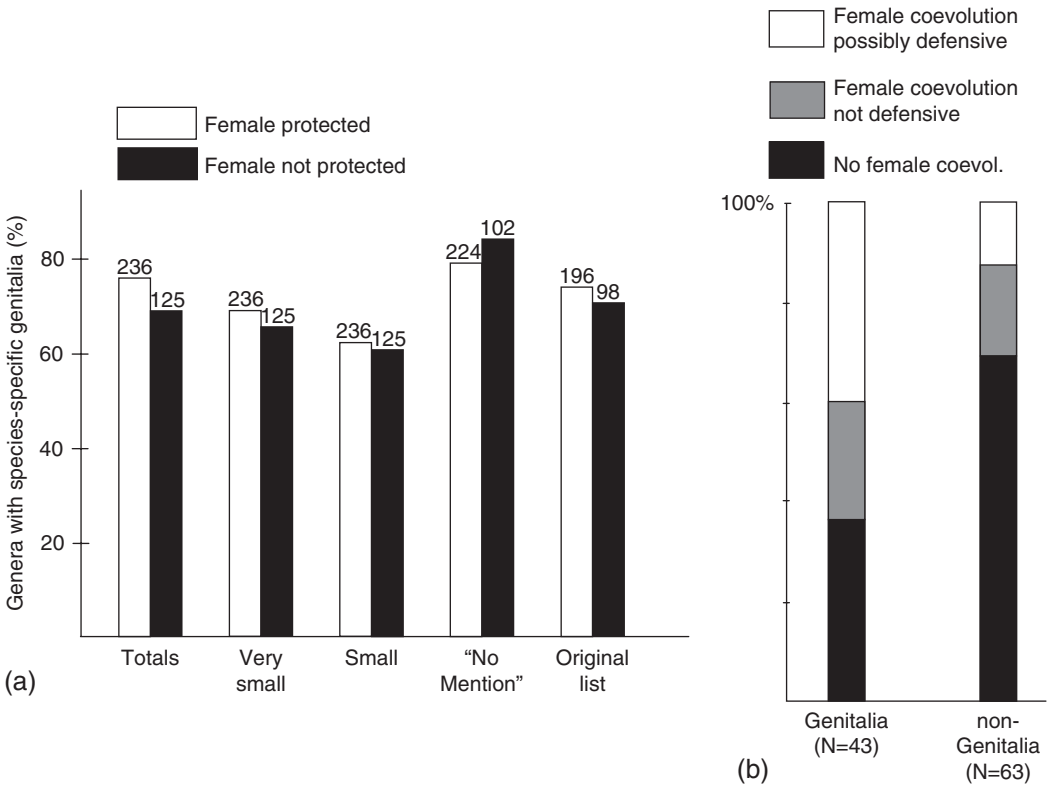 Female protected
Female not protected
Genera with species-specific genitalia (%)
80
60
40
20
236
125
236
125
236
125
224
102
196
98
Totals
Very
small
Small
“No
Mention”
Original
list
(a)
Female coevolution
possibly defensive
Female coevolution
not defensive
No female coevol.
100%
Genitalia
(N=43)
non-
Genitalia
(N=63)
(b)